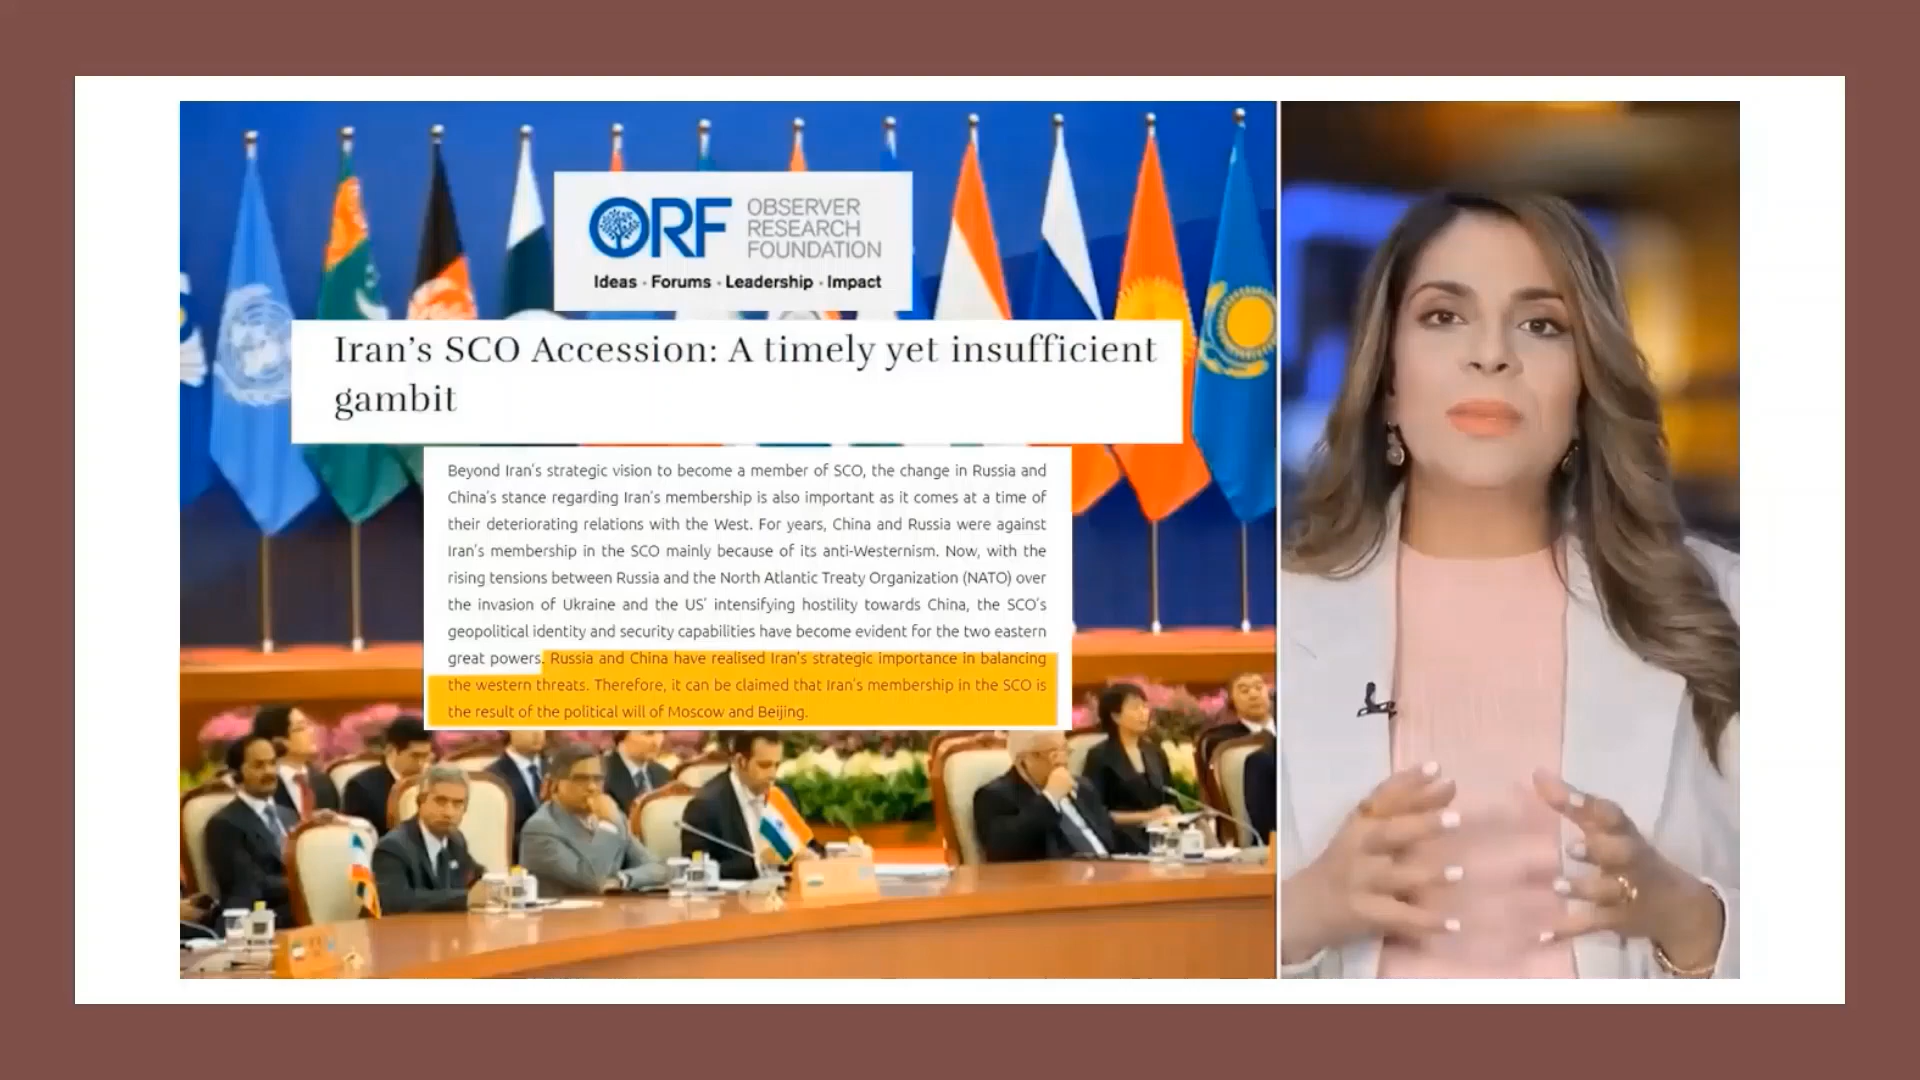 ORF
OBSERVER
RESEARCH
FOUNDATION
Ideas · Forums · Leadership · Impact
Iran's SCO Accession: A timely yet insufficient
gambit
Beyond Iran's strategic vision to become a member of SCO, the change in Russia and
China's stance regarding Iran's membership is also important as it comes at a time of
their deteriorating relations with the West. For years, China and Russia were against
Iran's membership in the SCO mainly because of its anti-Westernism. Now, with the
rising tensions between Russia and the North Atlantic Treaty Organization (NATO) over
the invasion of Ukraine and the US' intensifying hostility towards China, the SCO's
geopolitical identity and security capabilities have become evident for the two eastern
great powers. Russia and China have realised Iran's strategic importance in balancing
the western threats. Therefore, it can be claimed that Iran's membership in the SCO is
the result of the political will of Moscow and Beijing.